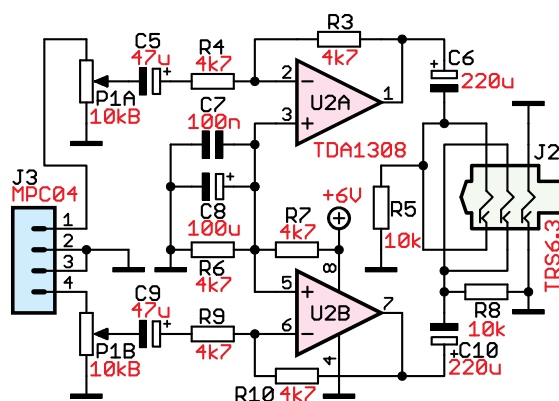 C5
47u
R4
4k7
R3
4k7
C6
220u
P1A
10kB
C7
100n
2
3
1
U2A
TDA1308
J2
TRS6.3
J3
MPC04
1
2
3
4
C8
100u
R6
4k7
R7
4k7
+6V
R5
10k
8
5
6
7
U2B
4
C9
47u
P1B
10kB
R9
4k7
R10
4k7
R8
10k
C10
220u